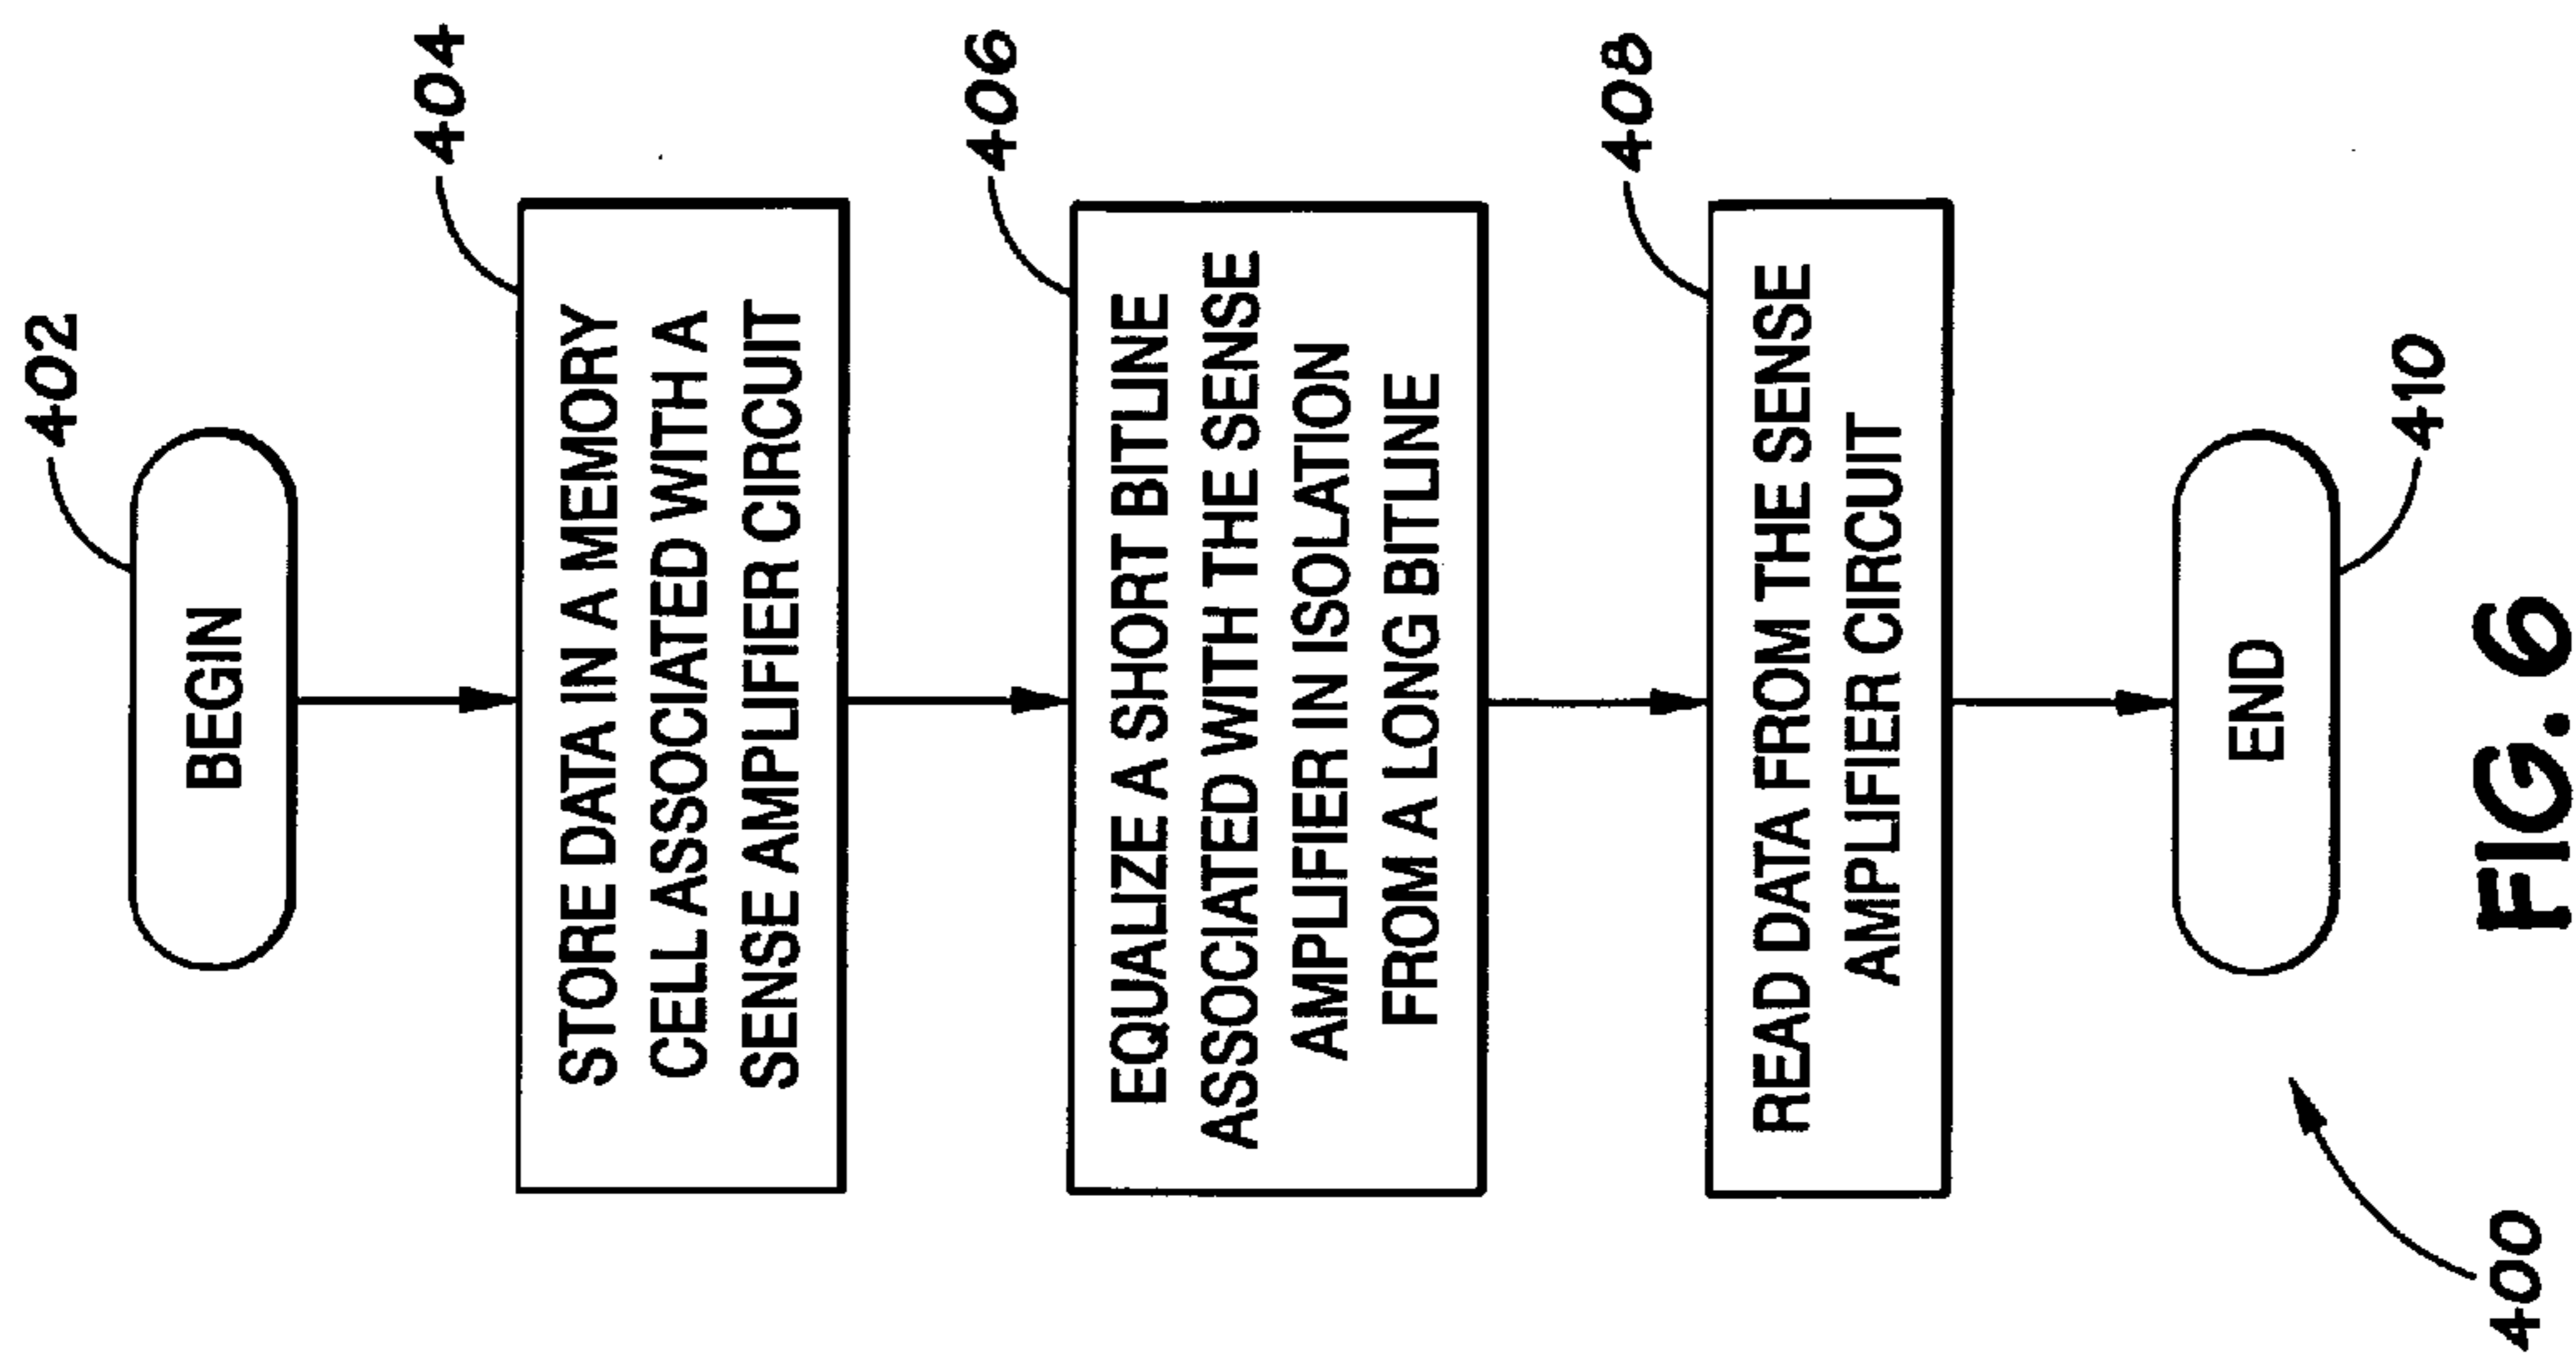 402
BEGIN
404
STORE DATA IN A MEMORY
CELL ASSOCIATED WITH A
SENSE AMPLIFIER CIRCUIT
406
EQUALIZE A SHORT BITLINE
ASSOCIATED WITH THE SENSE
AMPLIFIER IN ISOLATION
FROM A LONG BITLINE
408
READ DATA FROM THE SENSE
AMPLIFIER CIRCUIT
END
410
400
FIG. 6